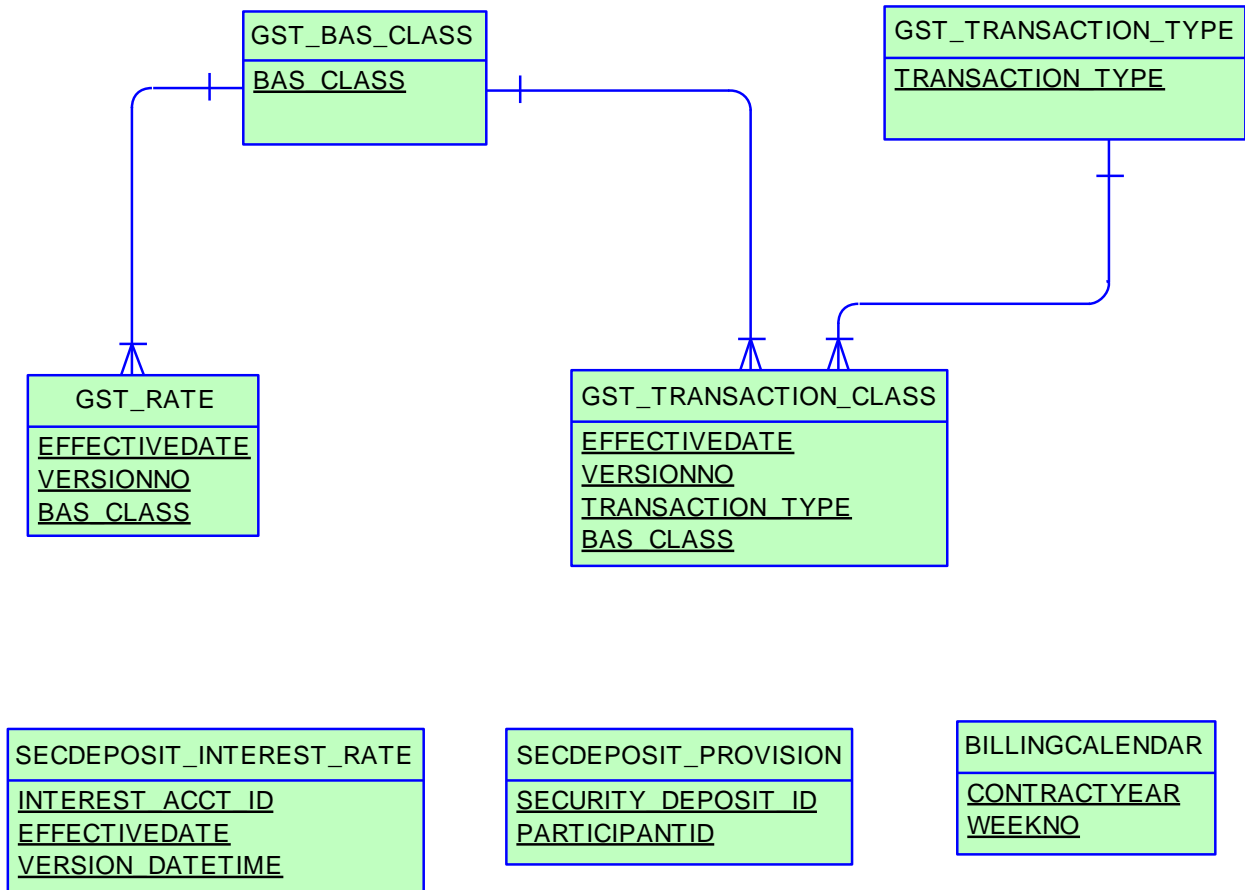 GST_BAS_CLASS
BAS_CLASS
GST_TRANSACTION_TYPE
TRANSACTION_TYPE
GST_RATE
EFFECTIVEDATE
VERSIONNO
BAS_CLASS
GST_TRANSACTION_CLASS
EFFECTIVEDATE
VERSIONNO
TRANSACTION_TYPE
BAS_CLASS
SECDEPOSIT_INTEREST_RATE
INTEREST_ACCT_ID
EFFECTIVEDATE
VERSION_DATETIME
SECDEPOSIT_PROVISION
SECURITY_DEPOSIT_ID
PARTICIPANTID
BILLINGCALENDAR
CONTRACTYEAR
WEEKNO